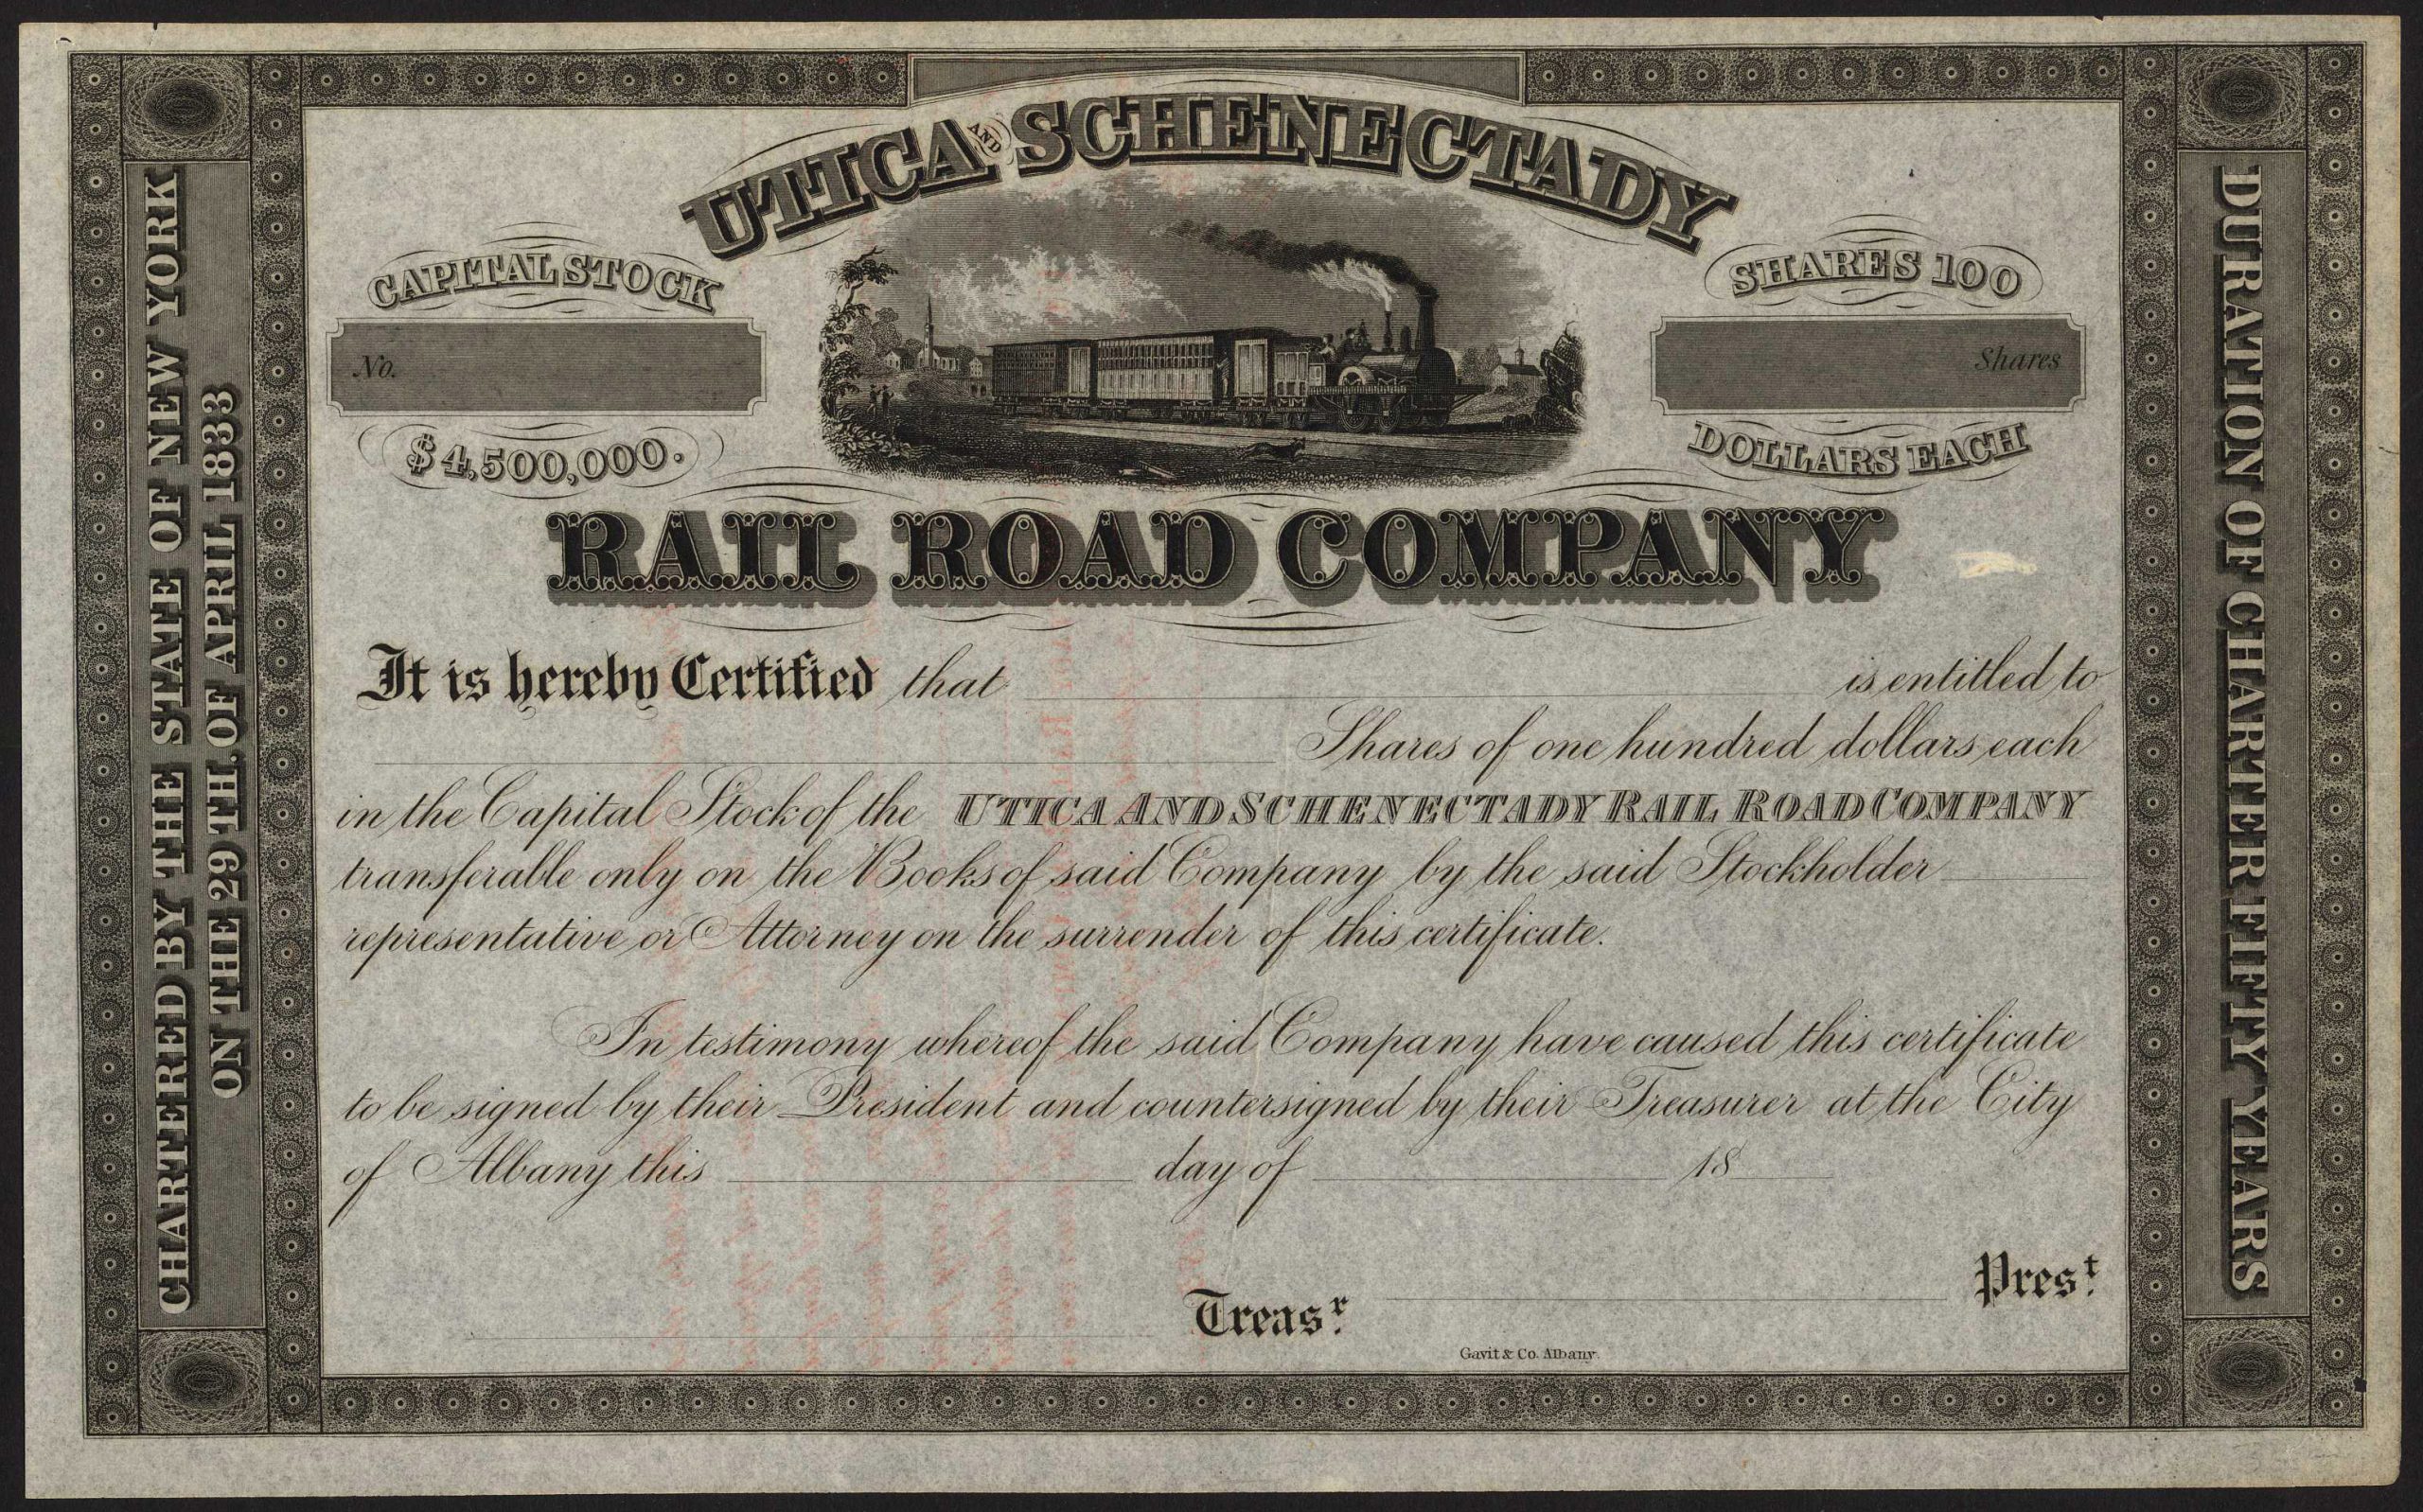 UTICA AND SCHENECTADY
CAPITAL STOCK
No.
$4,500,000.
SHARES 100
Shares
DOLLARS EACH
RAIL ROAD COMPANY
It is hereby Certified that is entitled to
Shares of one hundred dollars each
in the Capital Stock of the UTICA AND SCHENECTADY RAIL ROAD COMPANY
transferable only on the Books of said Company by the said Stockholder
representative or Attorney on the surrender of this certificate.
In testimony whereof the said Company have caused this certificate
to be signed by their President and countersigned by their Treasurer at the City
of Albany this day of 18
Pres.t
Treas.r
Gavit & Co. Albany.
CHARTERED BY THE STATE OF NEW YORK
ON THE 29 TH. OF APRIL 1833
DURATION OF CHARTER FIFTY YEARS